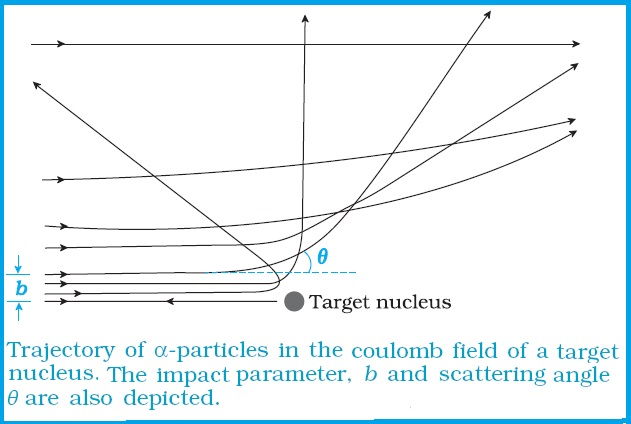 θ
b
Target nucleus
Trajectory of α-particles in the coulomb field of a target
nucleus. The impact parameter, b and scattering angle
θ are also depicted.